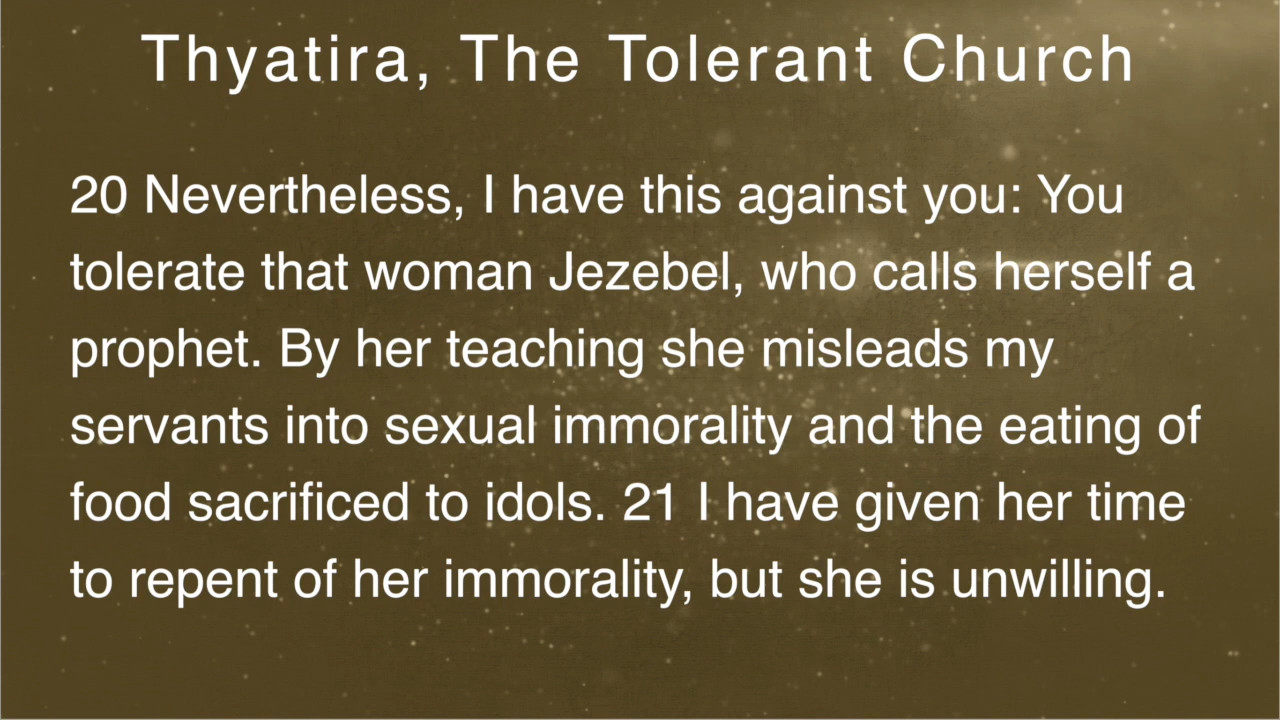 Thyatira, The Tolerant Church
20 Nevertheless, I have this against you: You
tolerate that woman Jezebel, who calls herself a
prophet. By her teaching she misleads my
servants into sexual immorality and the eating of
food sacrificed to idols. 21 I have given her time
to repent of her immorality, but she is unwilling.